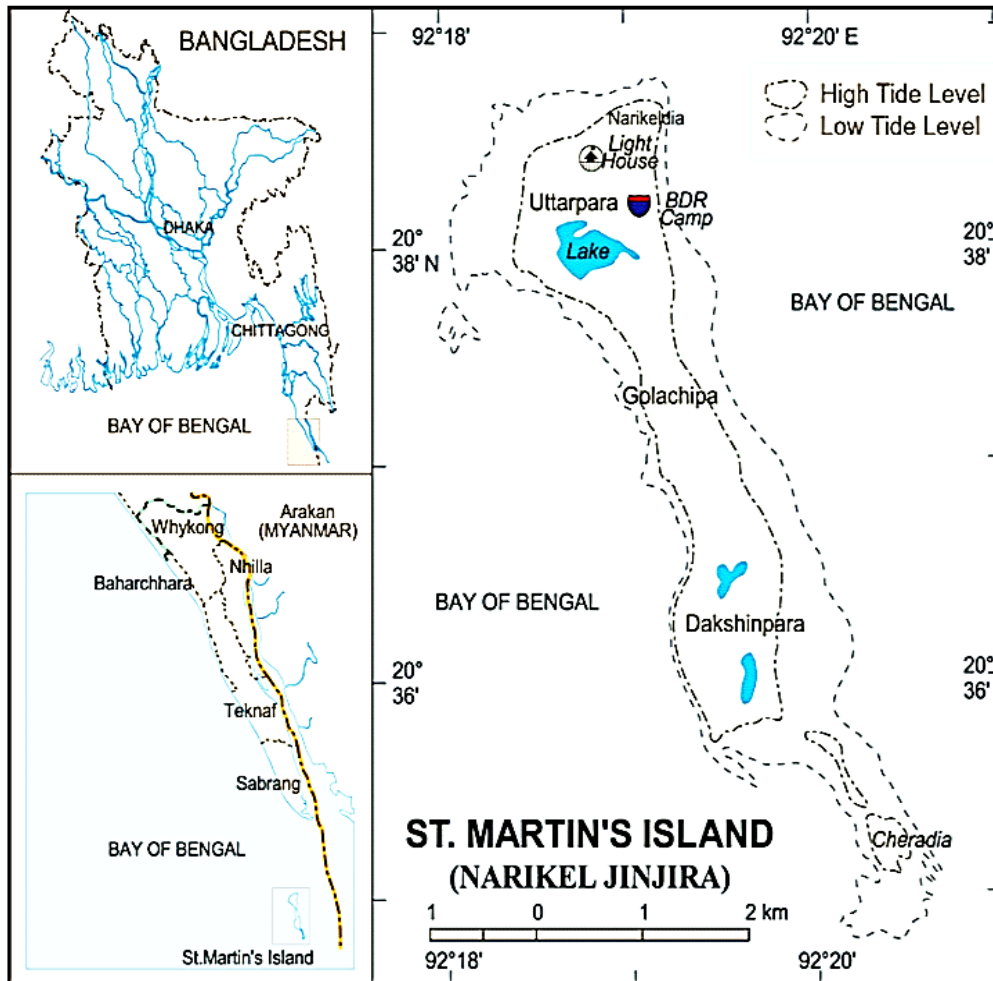 BANGLADESH
DHAKA
CHITTAGONG
BAY OF BENGAL
Arakan
(MYANMAR)
Whykong
Nhilla
Baharchhara
Teknaf
Sabrang
BAY OF BENGAL
St.Martin's Island
92°18'
92°20' E
High Tide Level
Low Tide Level
Narikeldia
Light
House
Uttarpara
BDR
Camp
Lake
20°
38' N
20°
38'
BAY OF BENGAL
Golachipa
BAY OF BENGAL
Dakshinpara
20°
36'
20°
36'
Cheradia
ST. MARTIN'S ISLAND
(NARIKEL JINJIRA)
1 0 1 2 km
92°18'
92°20'